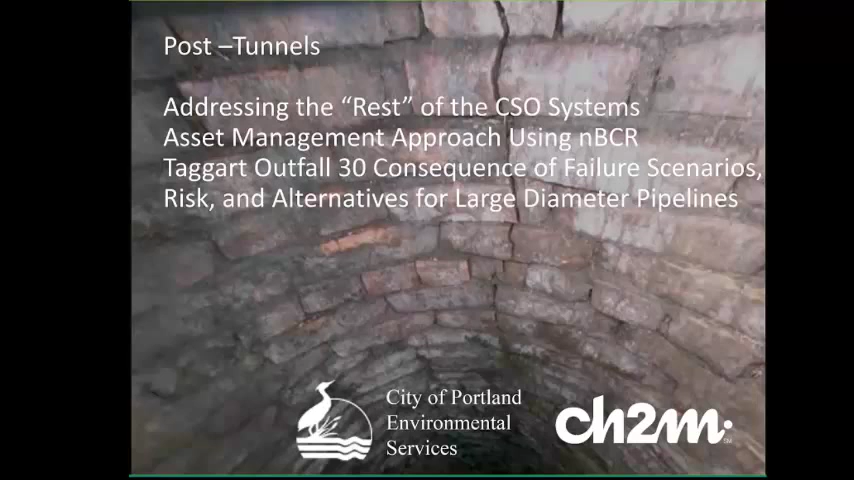 Post –Tunnels
Addressing the “Rest” of the CSO Systems
Asset Management Approach Using nBCR
Taggart Outfall 30 Consequence of Failure Scenarios,
Risk, and Alternatives for Large Diameter Pipelines
City of Portland
Environmental
Services
ch2m:
TM